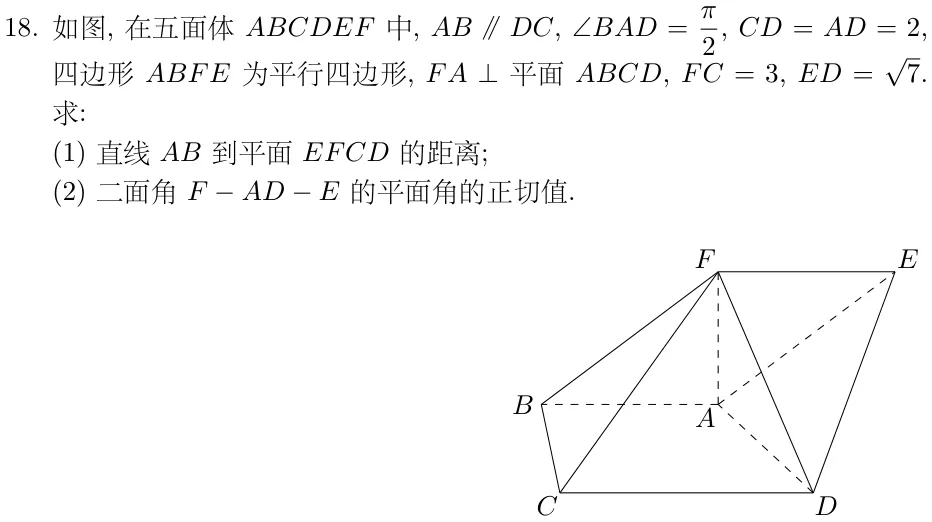 18. 如图, 在五面体 ABCDEF 中, AB ∥ DC, ∠BAD = π/2, CD = AD = 2,
四边形 ABFE 为平行四边形, FA ⊥ 平面 ABCD, FC = 3, ED = √7.
求:
(1) 直线 AB 到平面 EFCD 的距离;
(2) 二面角 F − AD − E 的平面角的正切值.
F
E
B
A
C
D